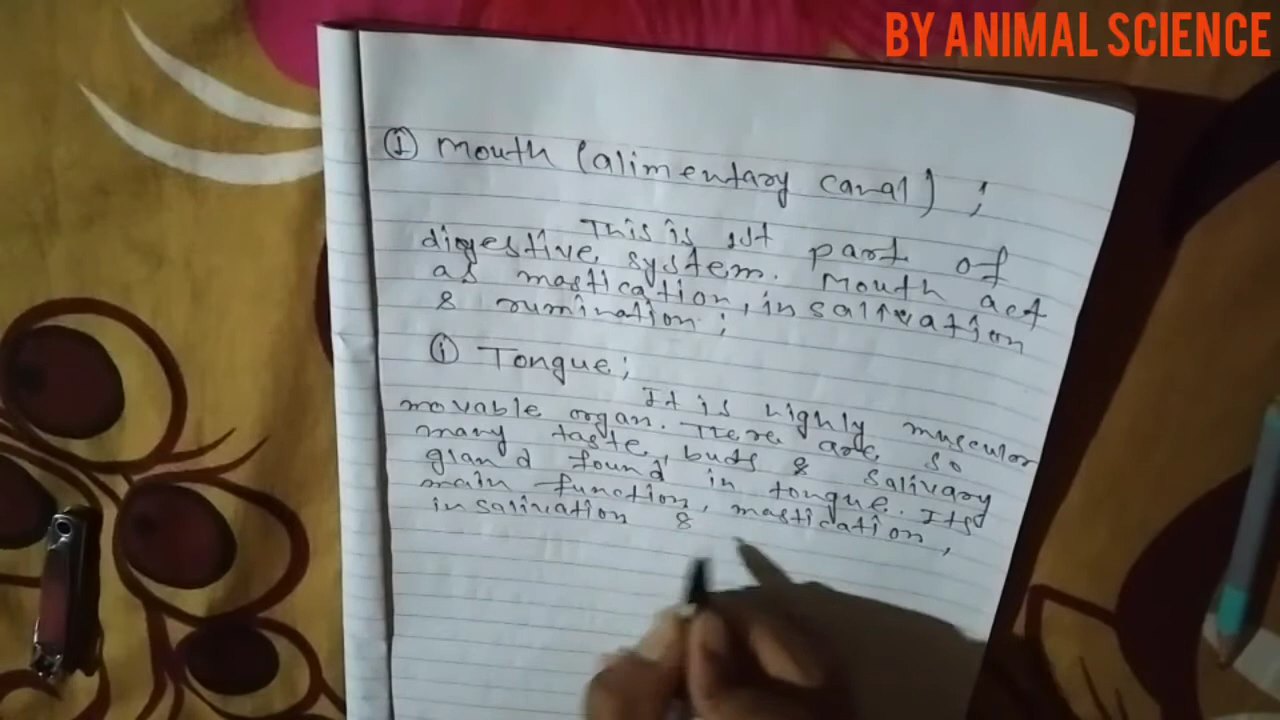 BY ANIMAL SCIENCE
① Mouth (alimentary canal) ;
This is 1st part of
digestive system. Mouth act
as mastication, insalivation
& rumination ;
(i) Tongue ;
It is highly musculor
movable organ. There are so
many taste, buds & salivary
gland found in tongue. Its
main function, mastication,
insalivation &